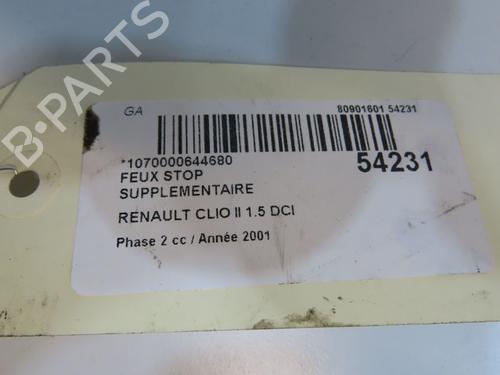 GA
80901601 54231
*1070000644680
54231
FEUX STOP
SUPPLEMENTAIRE
RENAULT CLIO II 1.5 DCI
Phase 2 cc / Année 2001
B-PARTS